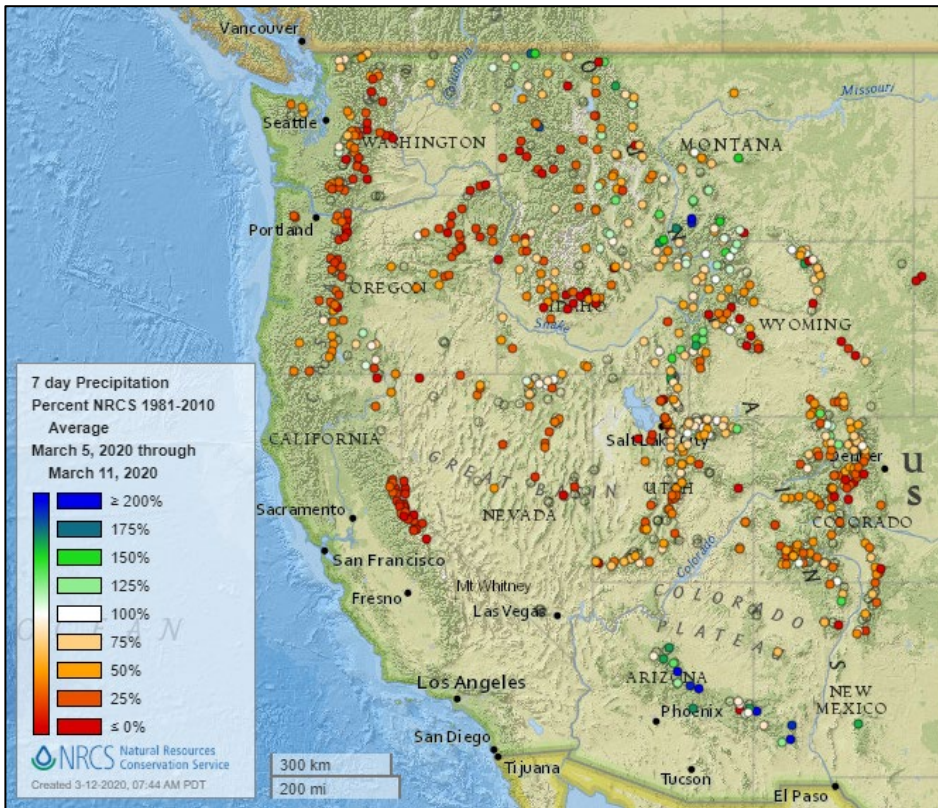 Vancouver
Columbia
Missouri
Seattle
WASHINGTON
MONTANA
Portland
OREGON
IDAHO
Snake
WYOMING
7 day Precipitation
Percent NRCS 1981-2010
Average
March 5, 2020 through
March 11, 2020
≥ 200%
175%
150%
125%
100%
75%
50%
25%
≤ 0%
NRCS Natural Resources
Conservation Service
Created 3-12-2020, 07:44 AM PDT
CALIFORNIA
Salt Lake City
GREAT BASIN
Denver
US
UTAH
NEVADA
COLORADO
Sacramento
San Francisco
Colorado
Mt Whitney
Fresno
Las Vegas
COLORADO
PLATEAU
OCEAN
ARIZONA
Los Angeles
NEW
MEXICO
Phoenix
San Diego
Tijuana
300 km
200 mi
Tucson
El Paso